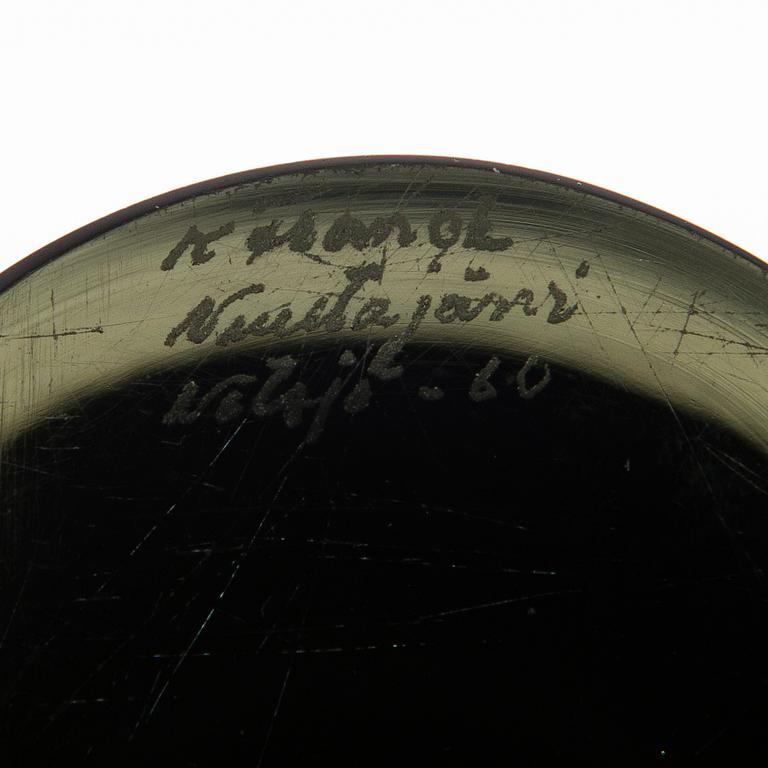 K Franck
Nuutajärvi
Notsjö - 60